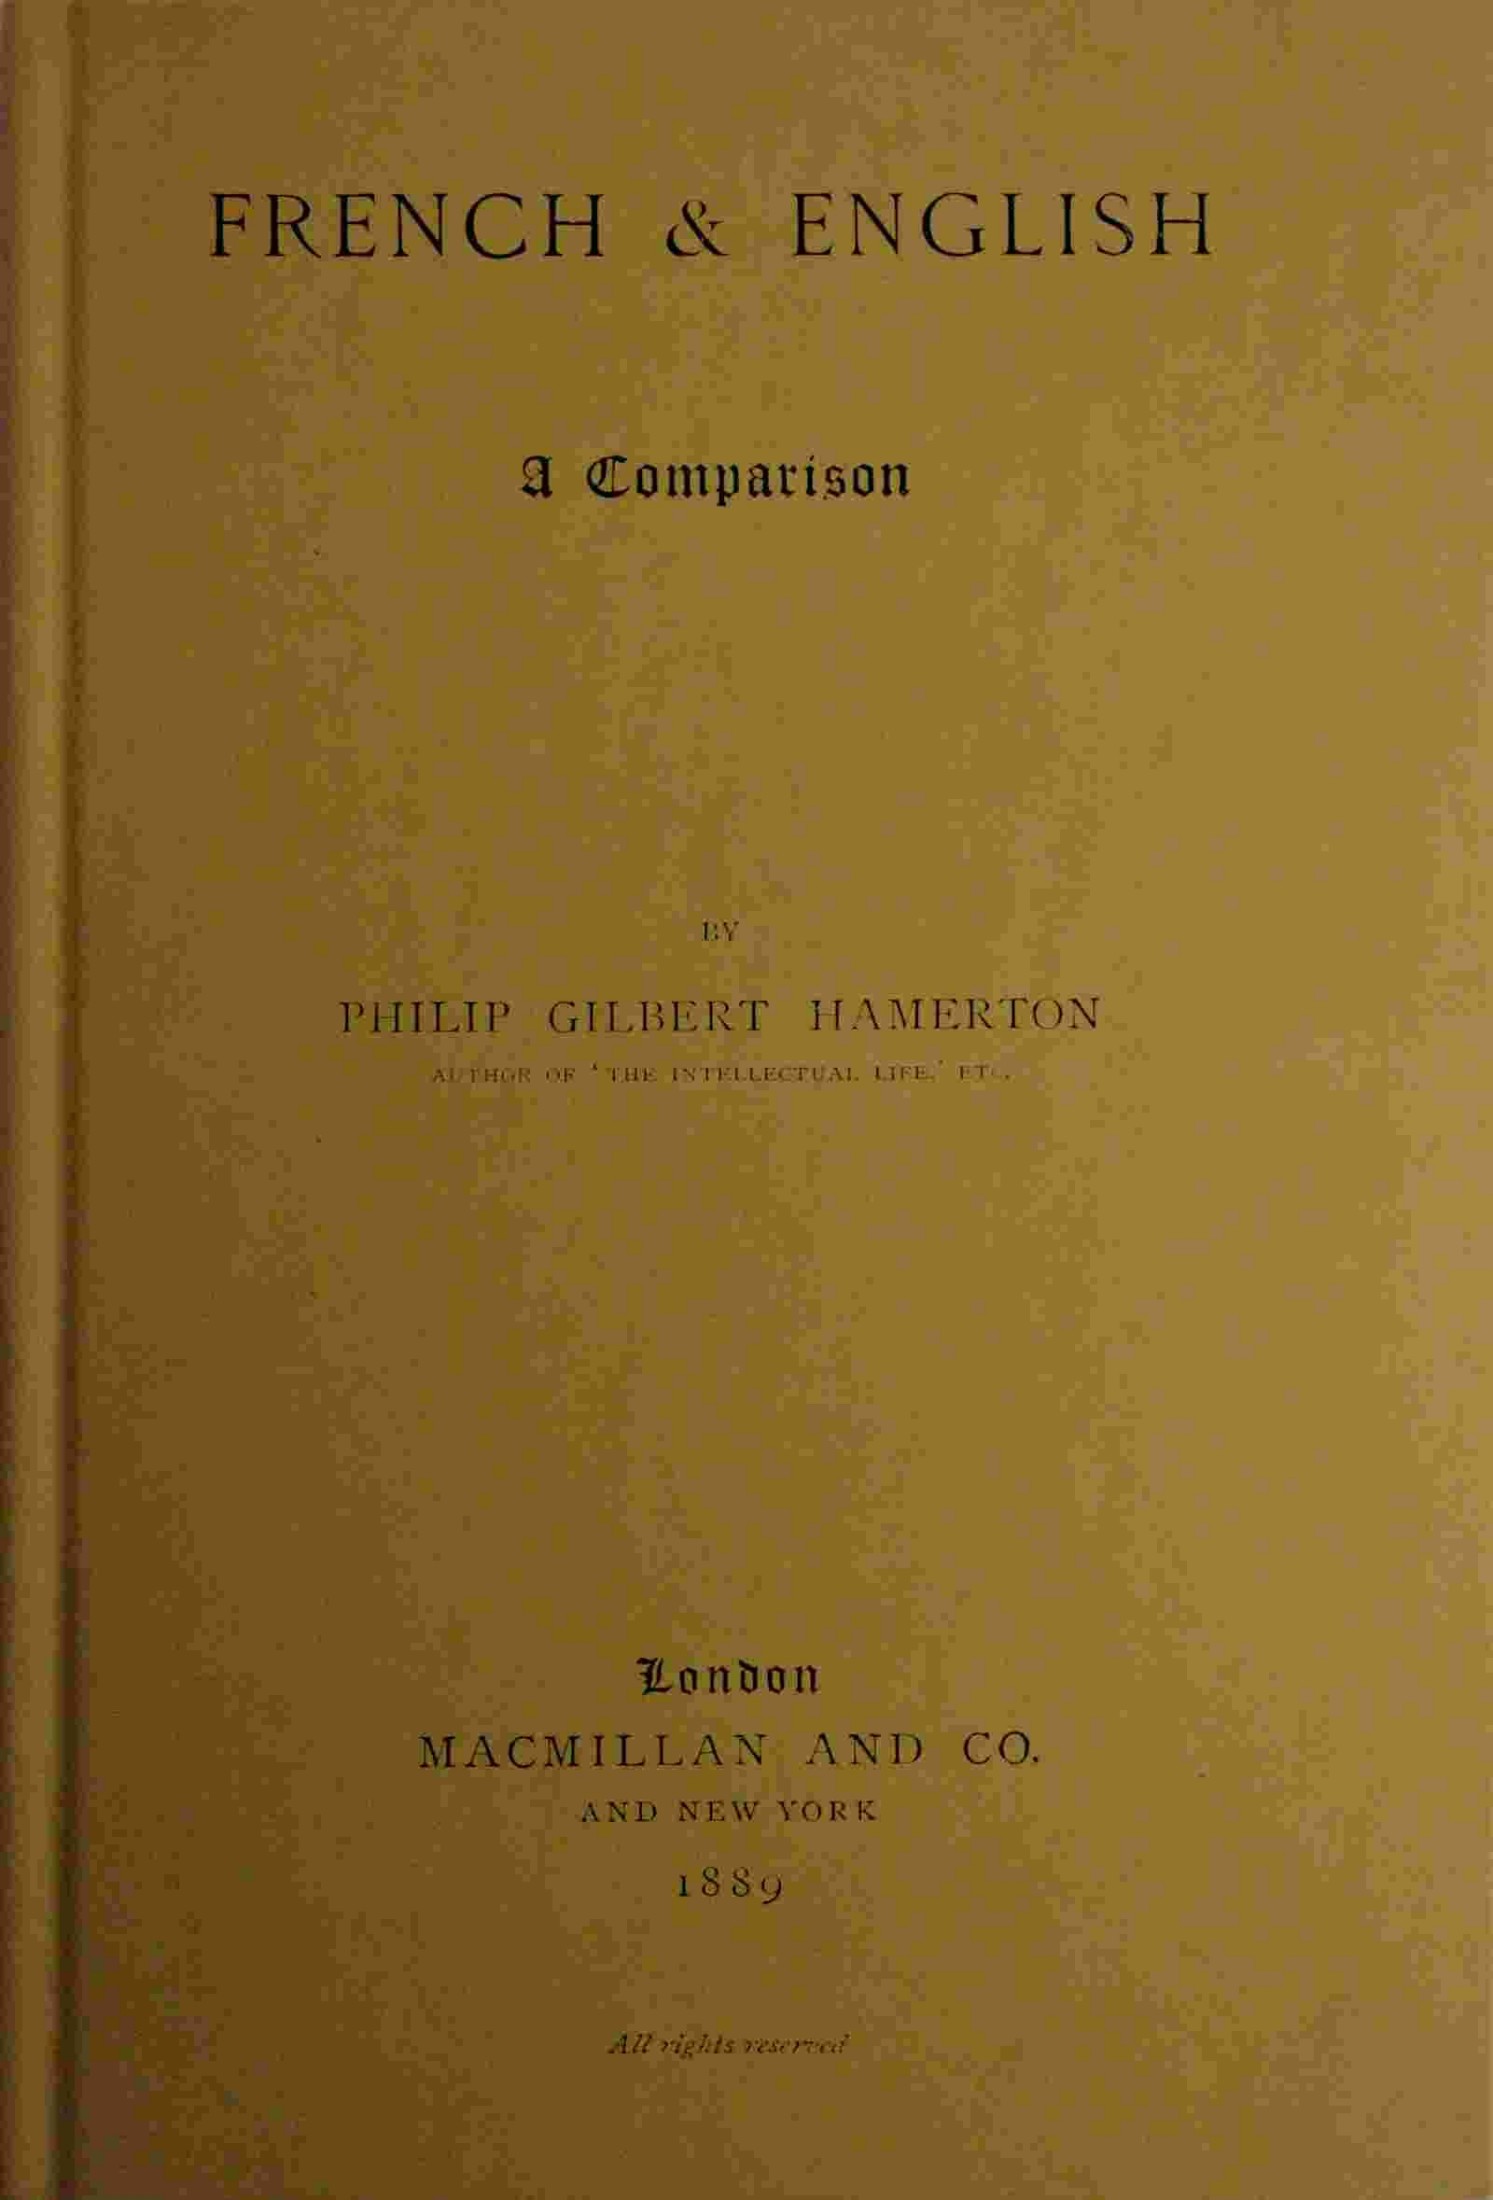 FRENCH & ENGLISH
A Comparison
BY
PHILIP GILBERT HAMERTON
AUTHOR OF ‘THE INTELLECTUAL LIFE,’ ETC.
London
MACMILLAN AND CO.
AND NEW YORK
1889
All rights reserved